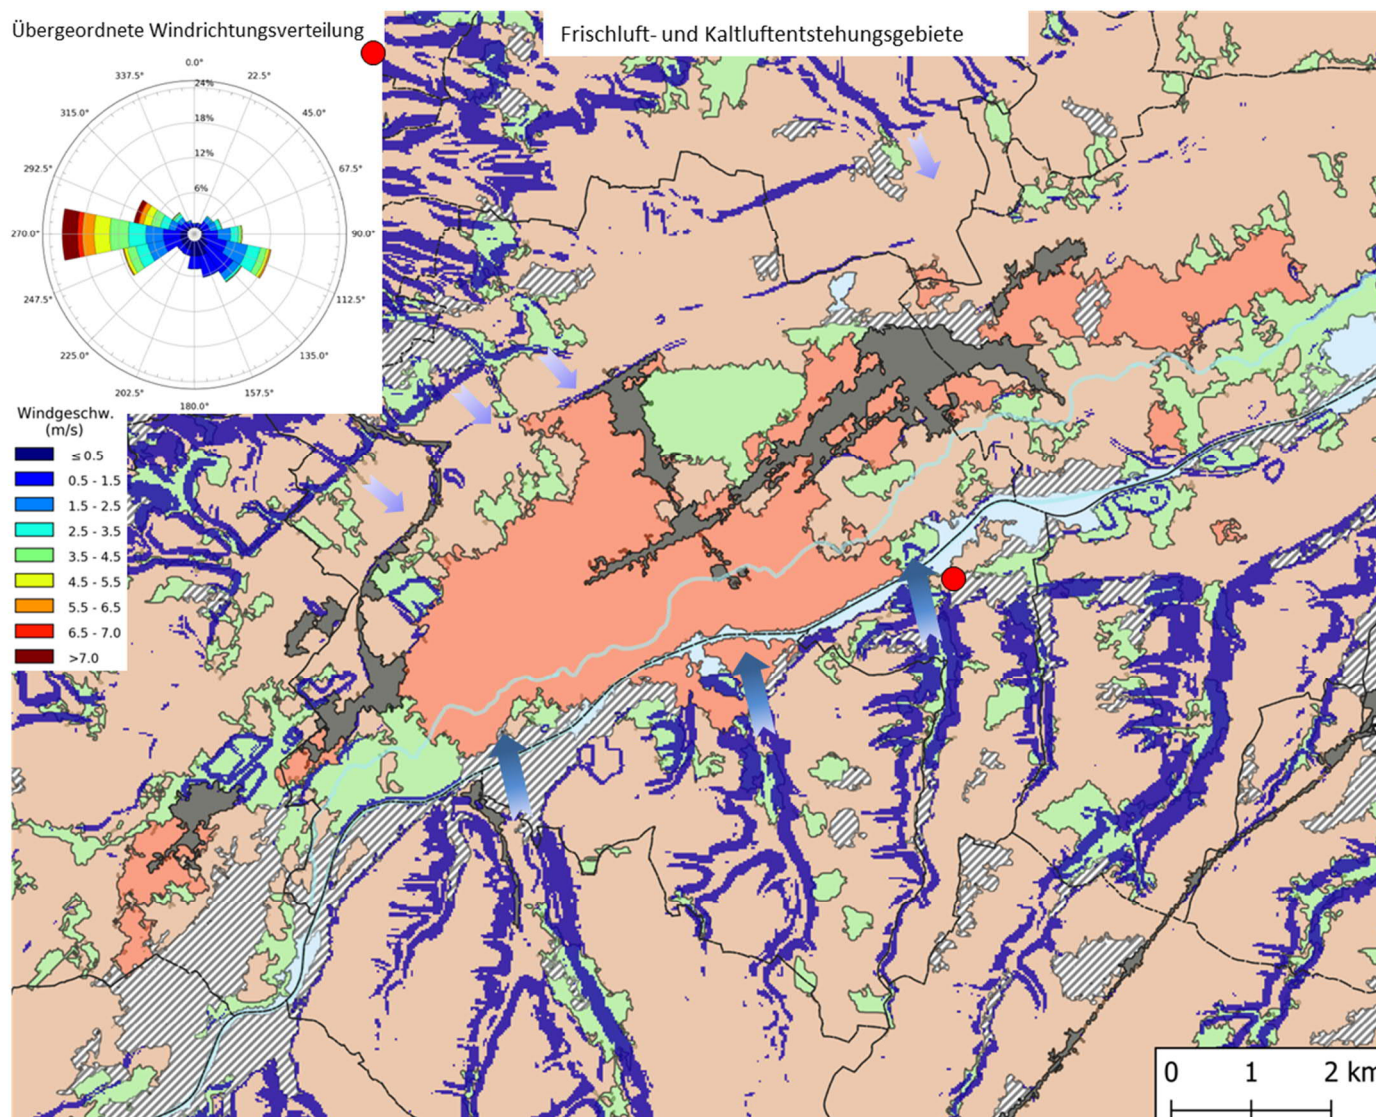 Übergeordnete Windrichtungsverteilung
Frischluft- und Kaltluftentstehungsgebiete
0.0°
337.5°
22.5°
24%
315.0°
45.0°
18%
12%
292.5°
67.5°
6%
270.0°
90.0°
247.5°
112.5°
225.0°
135.0°
202.5°
157.5°
180.0°
Windgeschw.
(m/s)
≤ 0.5
0.5 - 1.5
1.5 - 2.5
2.5 - 3.5
3.5 - 4.5
4.5 - 5.5
5.5 - 6.5
6.5 - 7.0
>7.0
0 1 2 km